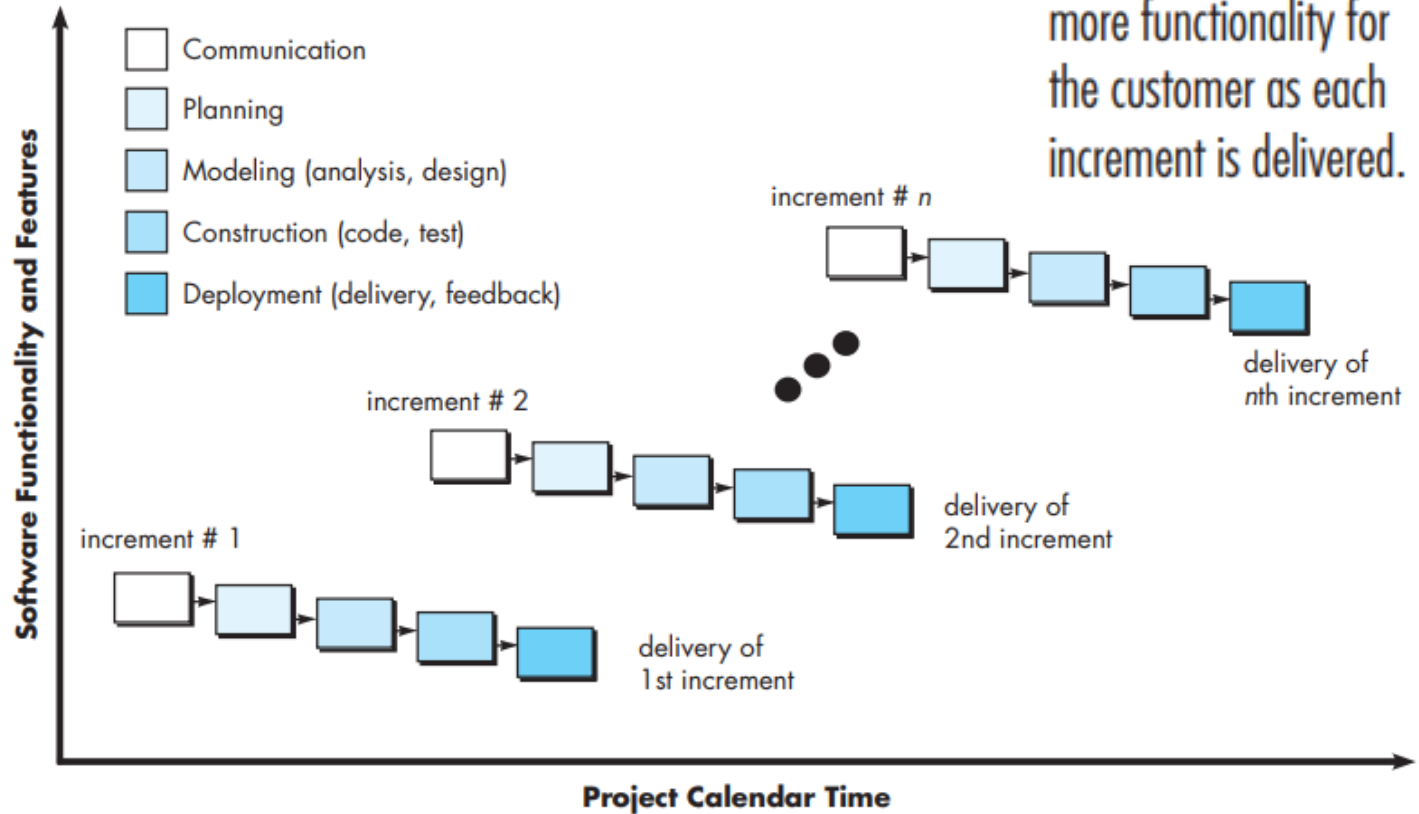 more functionality for
the customer as each
increment is delivered.
Communication
Planning
Modeling (analysis, design)
Construction (code, test)
Deployment (delivery, feedback)
increment # n
delivery of
nth increment
increment # 2
delivery of
2nd increment
increment # 1
delivery of
1st increment
Software Functionality and Features
Project Calendar Time